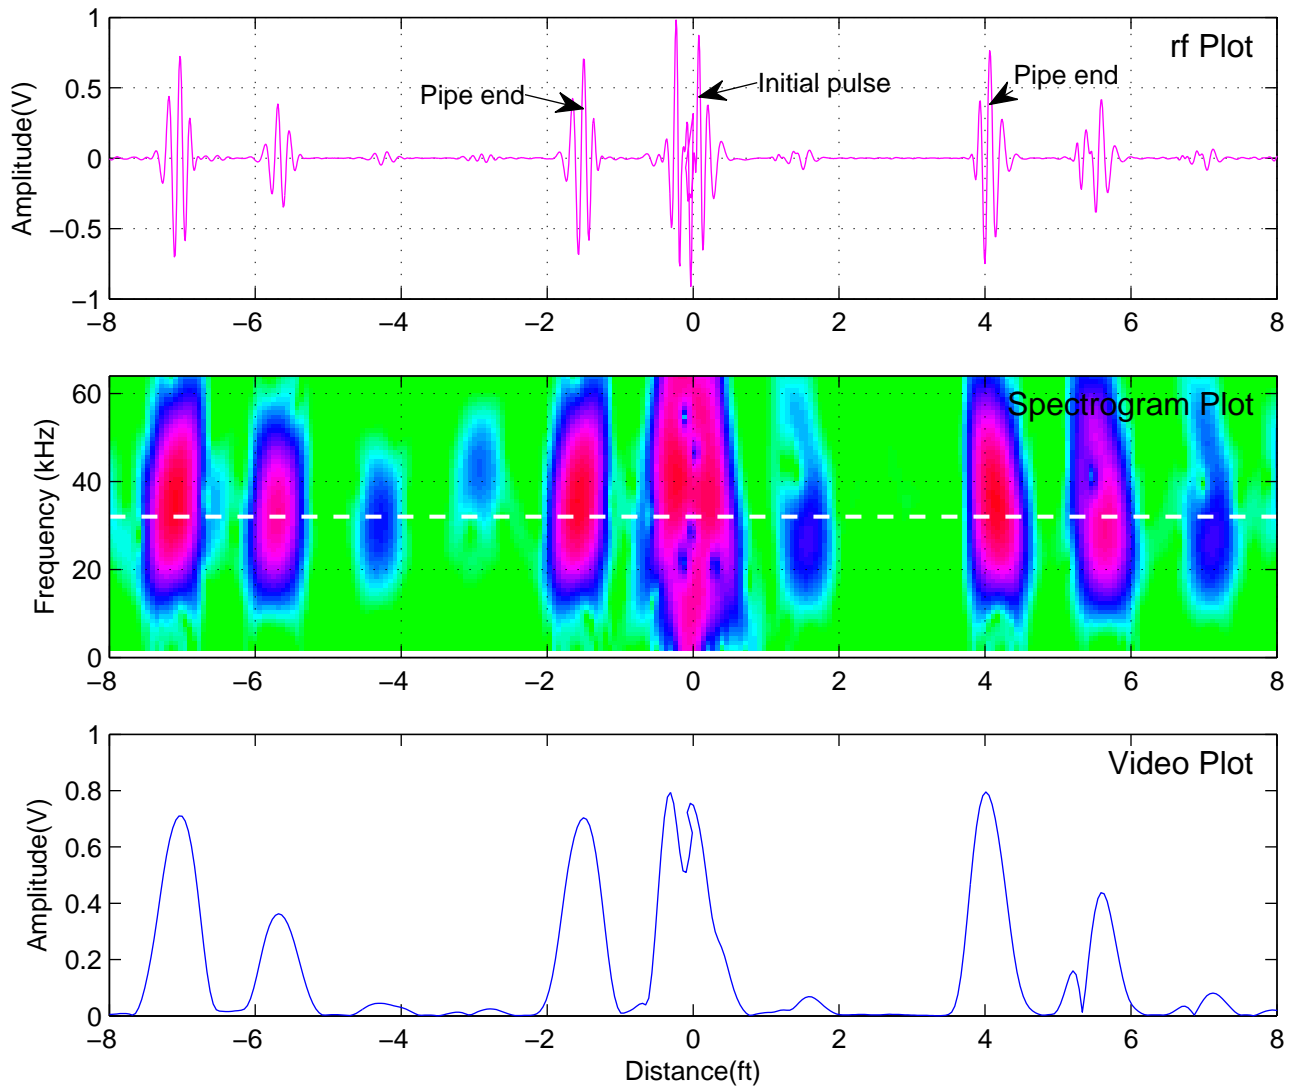 rf Plot
Pipe end
Initial pulse
Pipe end
Amplitude(V)
1
0.5
0
−0.5
−1
−8 −6 −4 −2 0 2 4 6 8
Spectrogram Plot
Frequency (kHz)
60
40
20
0
−8 −6 −4 −2 0 2 4 6 8
Video Plot
Amplitude(V)
1
0.8
0.6
0.4
0.2
0
−8 −6 −4 −2 0 2 4 6 8
Distance(ft)